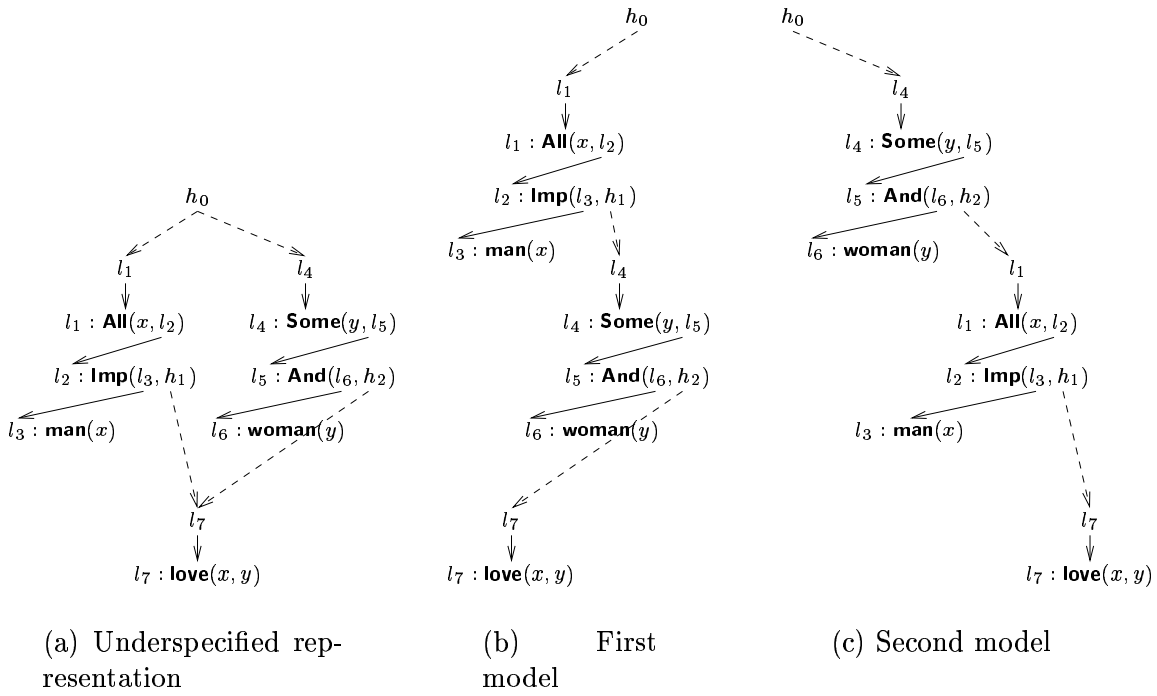 h₀
l₁
l₄
l₁ : All(x, l₂)
l₄ : Some(y, l₅)
l₂ : Imp(l₃, h₁)
l₅ : And(l₆, h₂)
l₃ : man(x)
l₆ : woman(y)
l₇
l₇ : love(x, y)
(a) Underspecified rep-
resentation
h₀
l₁
l₁ : All(x, l₂)
l₂ : Imp(l₃, h₁)
l₃ : man(x)
l₄
l₄ : Some(y, l₅)
l₅ : And(l₆, h₂)
l₆ : woman(y)
l₇
l₇ : love(x, y)
(b) First
model
h₀
l₄
l₄ : Some(y, l₅)
l₅ : And(l₆, h₂)
l₆ : woman(y)
l₁
l₁ : All(x, l₂)
l₂ : Imp(l₃, h₁)
l₃ : man(x)
l₇
l₇ : love(x, y)
(c) Second model